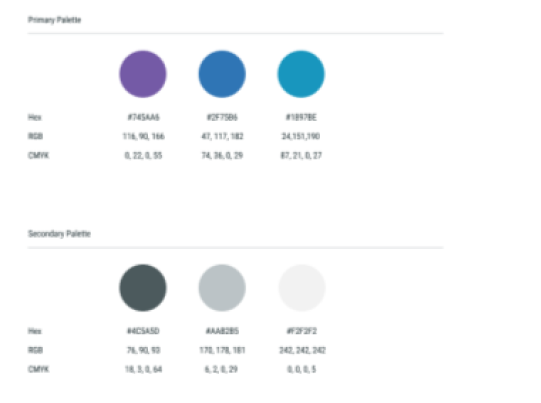 Primary Palette
Hex #745AA6 #2F75B6 #1897BE
RGB 116, 90, 166 47, 117, 182 24,151,190
CMYK 0, 22, 0, 55 74, 36, 0, 29 87, 21, 0, 27
Secondary Palette
Hex #4C5A5D #AAB2B5 #F2F2F2
RGB 76, 90, 93 170, 178, 181 242, 242, 242
CMYK 18, 3, 0, 64 6, 2, 0, 29 0, 0, 0, 5